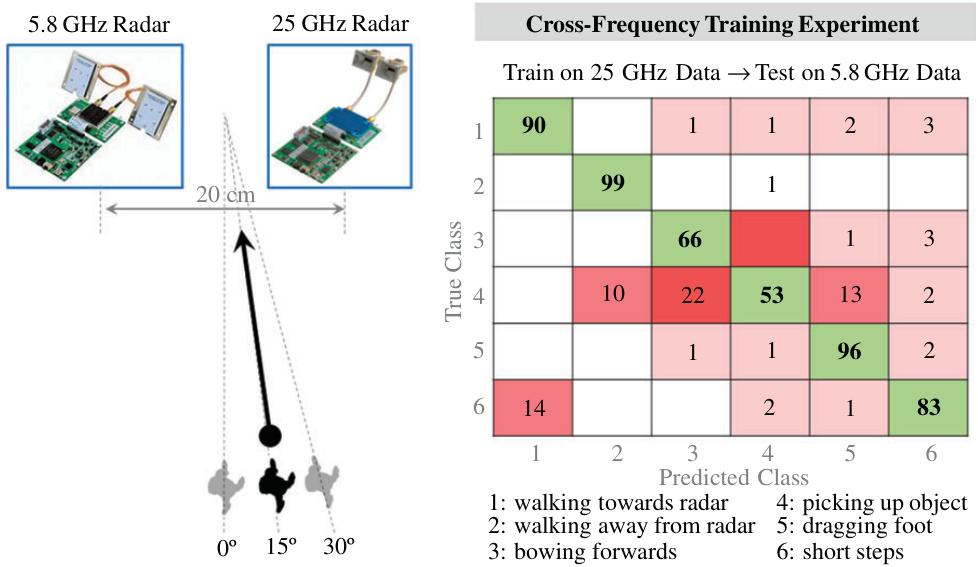 5.8 GHz Radar
25 GHz Radar
20 cm
0º
15º
30º
Cross-Frequency Training Experiment
Train on 25 GHz Data → Test on 5.8 GHz Data
True Class
1 90 1 1 2 3
2 99 1
3 66 1 3
4 10 22 53 13 2
5 1 1 96 2
6 14 2 1 83
1 2 3 4 5 6
Predicted Class
1: walking towards radar
2: walking away from radar
3: bowing forwards
4: picking up object
5: dragging foot
6: short steps